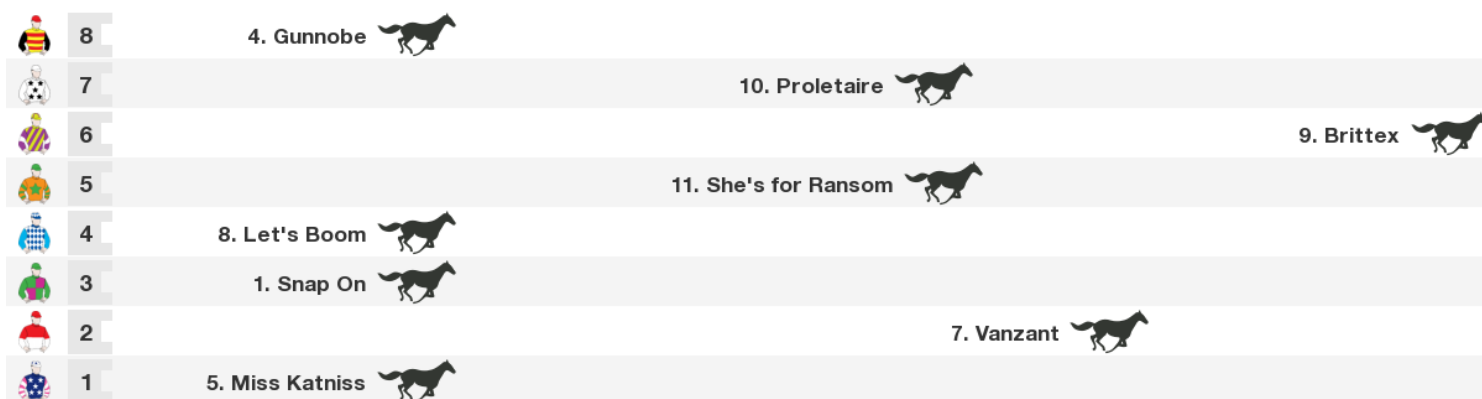 8 4. Gunnobe
7 10. Proletaire
6 9. Brittex
5 11. She's for Ransom
4 8. Let's Boom
3 1. Snap On
2 7. Vanzant
1 5. Miss Katniss